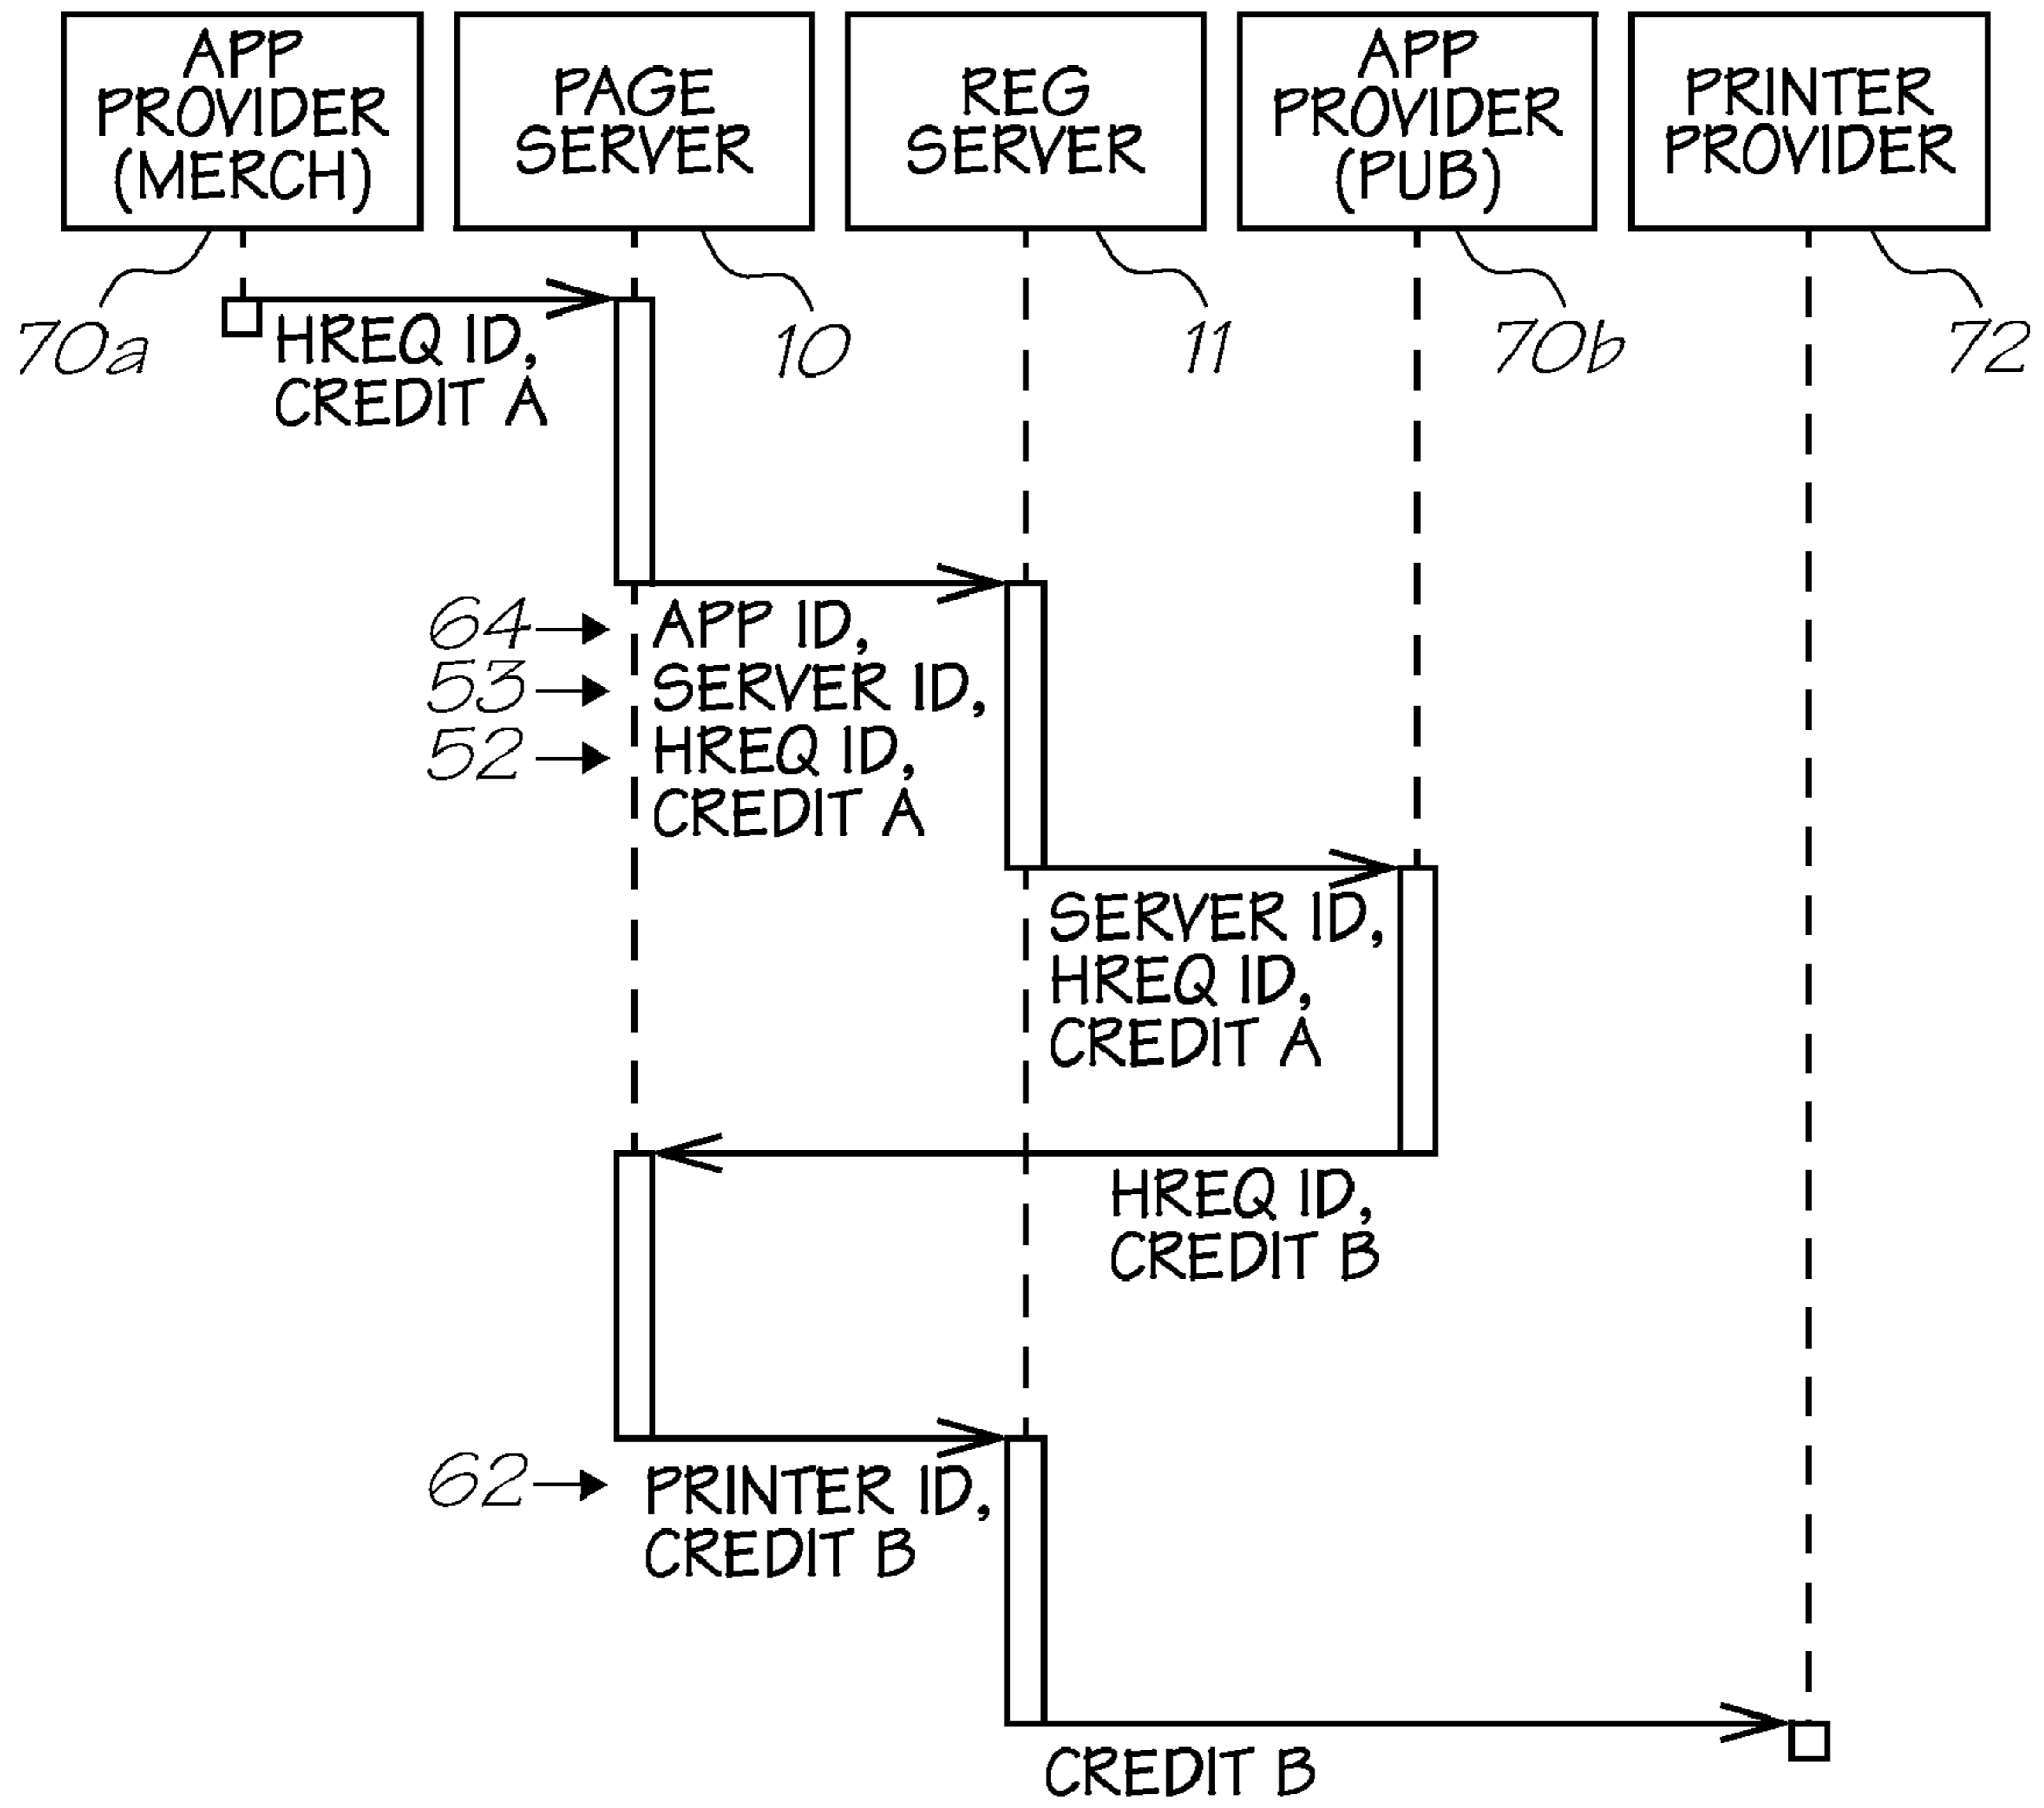 APP
PROVIDER
(MERCH)
PAGE
SERVER
REG
SERVER
APP
PROVIDER
(PUB)
PRINTER
PROVIDER
70a
10
11
70b
72
HREQ ID,
CREDIT A
64
APP ID,
53
SERVER ID,
52
HREQ ID,
CREDIT A
SERVER ID,
HREQ ID,
CREDIT A
HREQ ID,
CREDIT B
62
PRINTER ID,
CREDIT B
CREDIT B